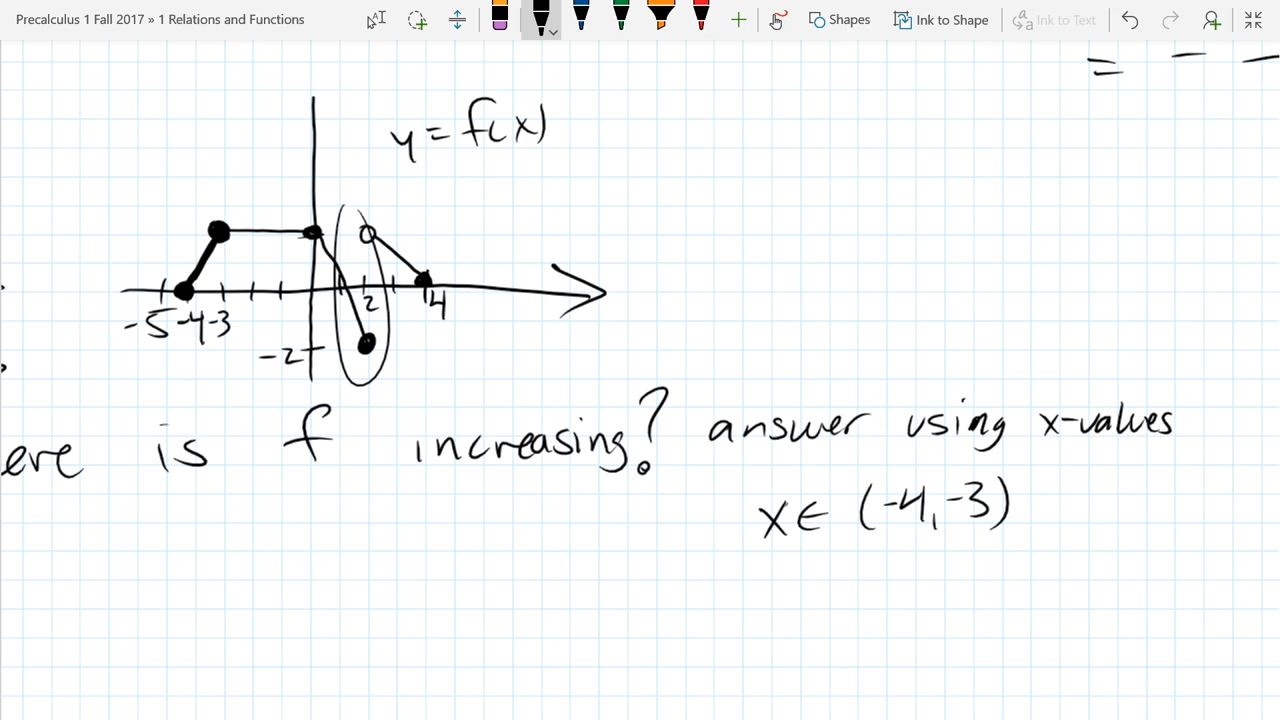 Precalculus 1 Fall 2017 » 1 Relations and Functions
Shapes
Ink to Shape
Ink to Text
= - -
y = f(x)
-5 -4 -3
2
4
-2
ere is f increasing? answer using x-values
x ∈ (-4, -3)